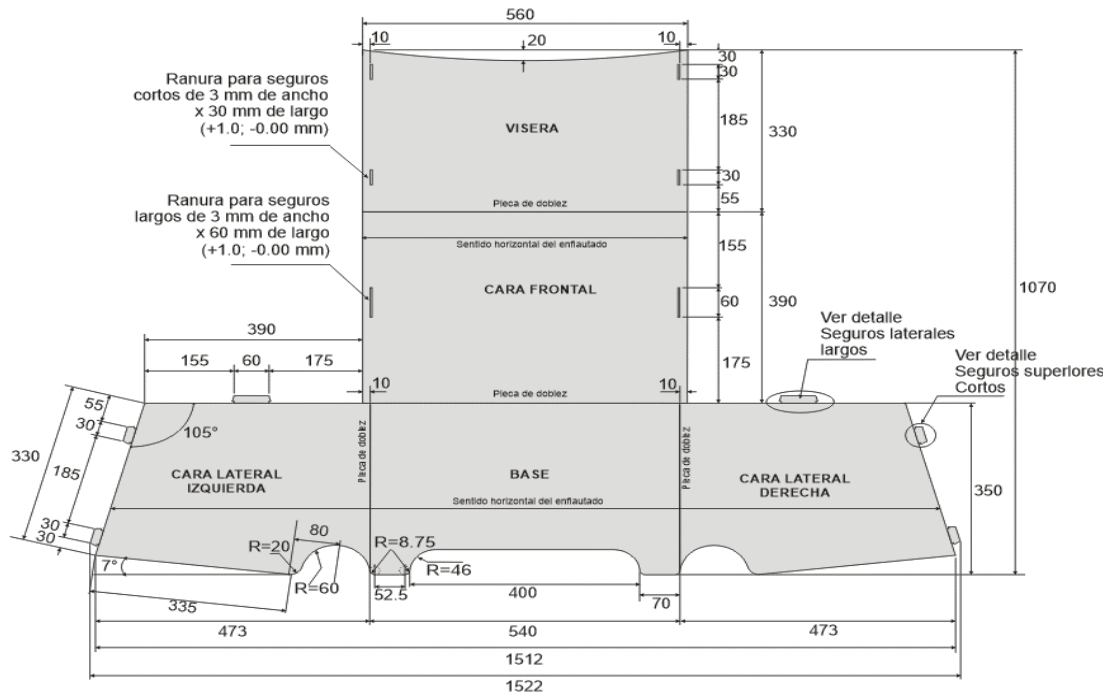 560
10
20
10
30
30
Ranura para seguros
cortos de 3 mm de ancho
x 30 mm de largo
(+1.0; -0.00 mm)
VISERA
185
330
30
55
Pleca de doblez
Ranura para seguros
largos de 3 mm de ancho
x 60 mm de largo
(+1.0; -0.00 mm)
Sentido horizontal del enflautado
155
CARA FRONTAL
60
390
1070
390
Ver detalle
Seguros laterales
largos
155
60
175
175
Ver detalle
Seguros superiores
Cortos
10
Pleca de doblez
10
55
30
105°
330
185
CARA LATERAL
IZQUIERDA
Pleca de doblez
BASE
Pleca de doblez
CARA LATERAL
DERECHA
350
Sentido horizontal del enflautado
30
30
80
R=20
R=8.75
7°
R=60
R=46
52.5
400
70
335
473
540
473
1512
1522